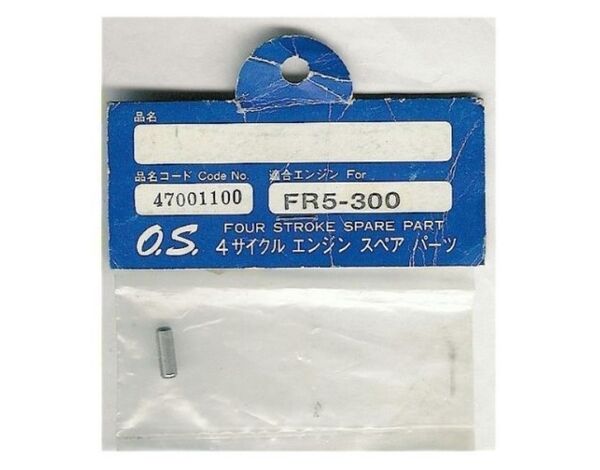 品名
品名コード Code No. 適合エンジン For
47001100 FR5-300
O.S. FOUR STROKE SPARE PART
4サイクル エンジン スペア パーツ